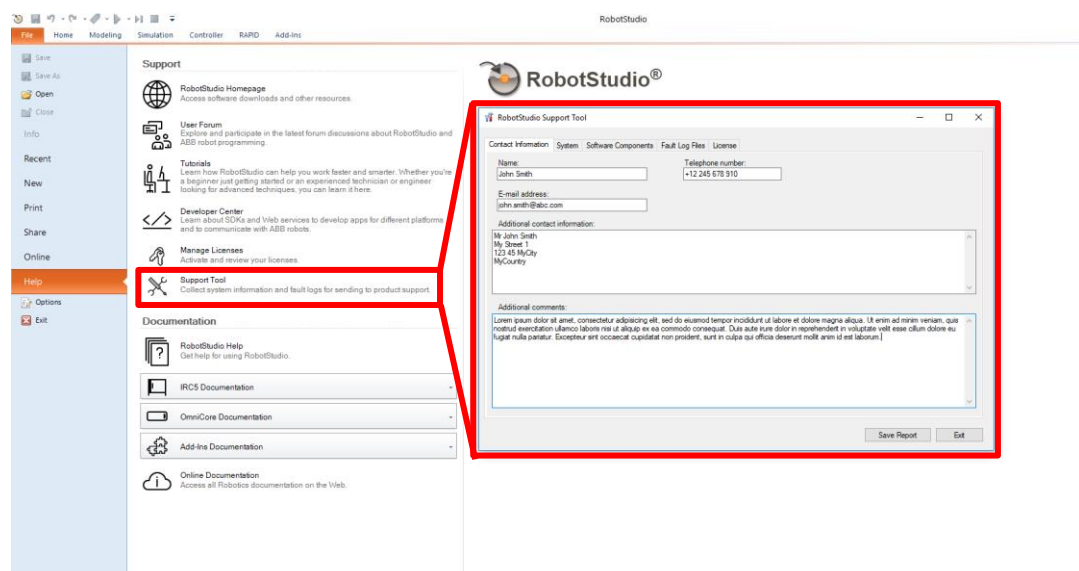 RobotStudio
File Home Modeling Simulation Controller RAPID Add-Ins
Save
Save As
Open
Close
Info
Recent
New
Print
Share
Online
Help
Options
Exit
Support
RobotStudio Homepage
Access software downloads and other resources.
User Forum
Explore and participate in the latest forum discussions about RobotStudio and
ABB robot programming.
Tutorials
Learn how RobotStudio can help you work faster and smarter. Whether you're
a beginner just getting started or an experienced technician or engineer
looking for advanced techniques, you can learn it here.
Developer Center
Learn about SDKs and Web services to develop apps for different platforms
and to communicate with ABB robots.
Manage Licenses
Activate and review your licenses.
Support Tool
Collect system information and fault logs for sending to product support.
Documentation
RobotStudio Help
Get help for using RobotStudio.
IRC5 Documentation
OmniCore Documentation
Add-Ins Documentation
Online Documentation
Access all Robotics documentation on the Web.
RobotStudio®
RobotStudio Support Tool
Contact Information System Software Components Fault Log Files License
Name: Telephone number:
John Smith +12 245 678 910
E-mail address:
john.smith@abc.com
Additional contact information:
Mr John Smith
My Street 1
123 45 MyCity
MyCountry
Additional comments:
Lorem ipsum dolor sit amet, consectetur adipisicing elit, sed do eiusmod tempor incididunt ut labore et dolore magna aliqua. Ut enim ad minim veniam, quis
nostrud exercitation ullamco laboris nisi ut aliquip ex ea commodo consequat. Duis aute irure dolor in reprehenderit in voluptate velit esse cillum dolore eu
fugiat nulla pariatur. Excepteur sint occaecat cupidatat non proident, sunt in culpa qui officia deserunt mollit anim id est laborum.
Save Report Exit